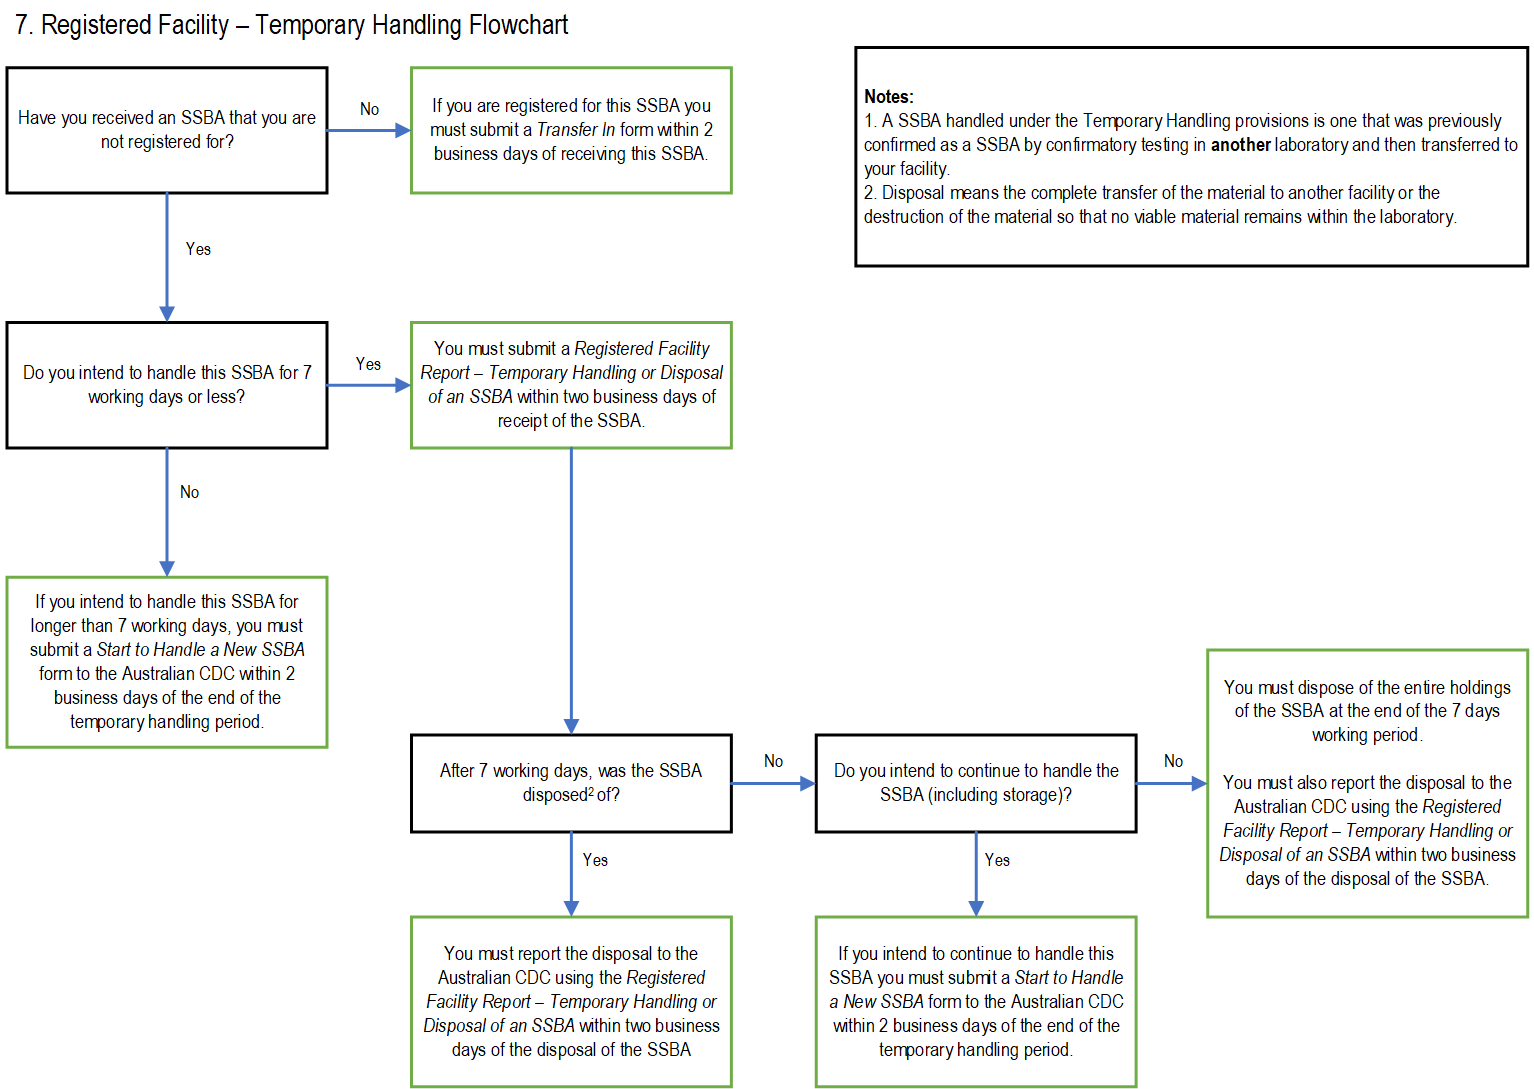 7. Registered Facility – Temporary Handling Flowchart
Have you received an SSBA that you are
not registered for?
No
If you are registered for this SSBA you
must submit a Transfer In form within 2
business days of receiving this SSBA.
Notes:
1. A SSBA handled under the Temporary Handling provisions is one that was previously
confirmed as a SSBA by confirmatory testing in another laboratory and then transferred to
your facility.
2. Disposal means the complete transfer of the material to another facility or the
destruction of the material so that no viable material remains within the laboratory.
Yes
Do you intend to handle this SSBA for 7
working days or less?
Yes
You must submit a Registered Facility
Report – Temporary Handling or Disposal
of an SSBA within two business days of
receipt of the SSBA.
No
If you intend to handle this SSBA for
longer than 7 working days, you must
submit a Start to Handle a New SSBA
form to the Australian CDC within 2
business days of the end of the
temporary handling period.
After 7 working days, was the SSBA
disposed² of?
No
Do you intend to continue to handle the
SSBA (including storage)?
No
You must dispose of the entire holdings
of the SSBA at the end of the 7 days
working period.
You must also report the disposal to the
Australian CDC using the Registered
Facility Report – Temporary Handling or
Disposal of an SSBA within two business
days of the disposal of the SSBA.
Yes
You must report the disposal to the
Australian CDC using the Registered
Facility Report – Temporary Handling or
Disposal of an SSBA within two business
days of the disposal of the SSBA
Yes
If you intend to continue to handle this
SSBA you must submit a Start to Handle
a New SSBA form to the Australian CDC
within 2 business days of the end of the
temporary handling period.